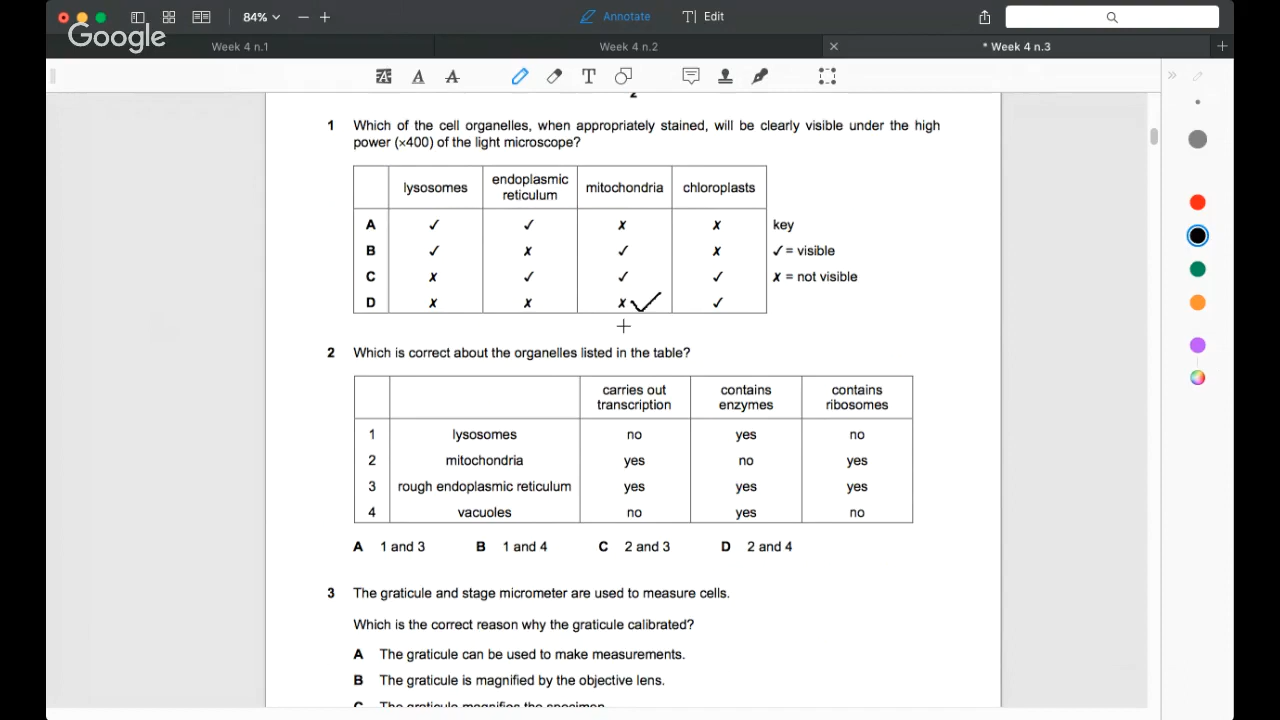 84%
Annotate
T Edit
Google
Week 4 n.1
Week 4 n.2
* Week 4 n.3
2
1 Which of the cell organelles, when appropriately stained, will be clearly visible under the high
power (×400) of the light microscope?
lysosomes endoplasmic reticulum mitochondria chloroplasts
A ✓ ✓ ✗ ✗ key
B ✓ ✗ ✓ ✗ ✓ = visible
C ✗ ✓ ✓ ✓ ✗ = not visible
D ✗ ✗ ✗ ✓ ✓
2 Which is correct about the organelles listed in the table?
carries out transcription contains enzymes contains ribosomes
1 lysosomes no yes no
2 mitochondria yes no yes
3 rough endoplasmic reticulum yes yes yes
4 vacuoles no yes no
A 1 and 3 B 1 and 4 C 2 and 3 D 2 and 4
3 The graticule and stage micrometer are used to measure cells.
Which is the correct reason why the graticule calibrated?
A The graticule can be used to make measurements.
B The graticule is magnified by the objective lens.
C The graticule magnifies the specimen.